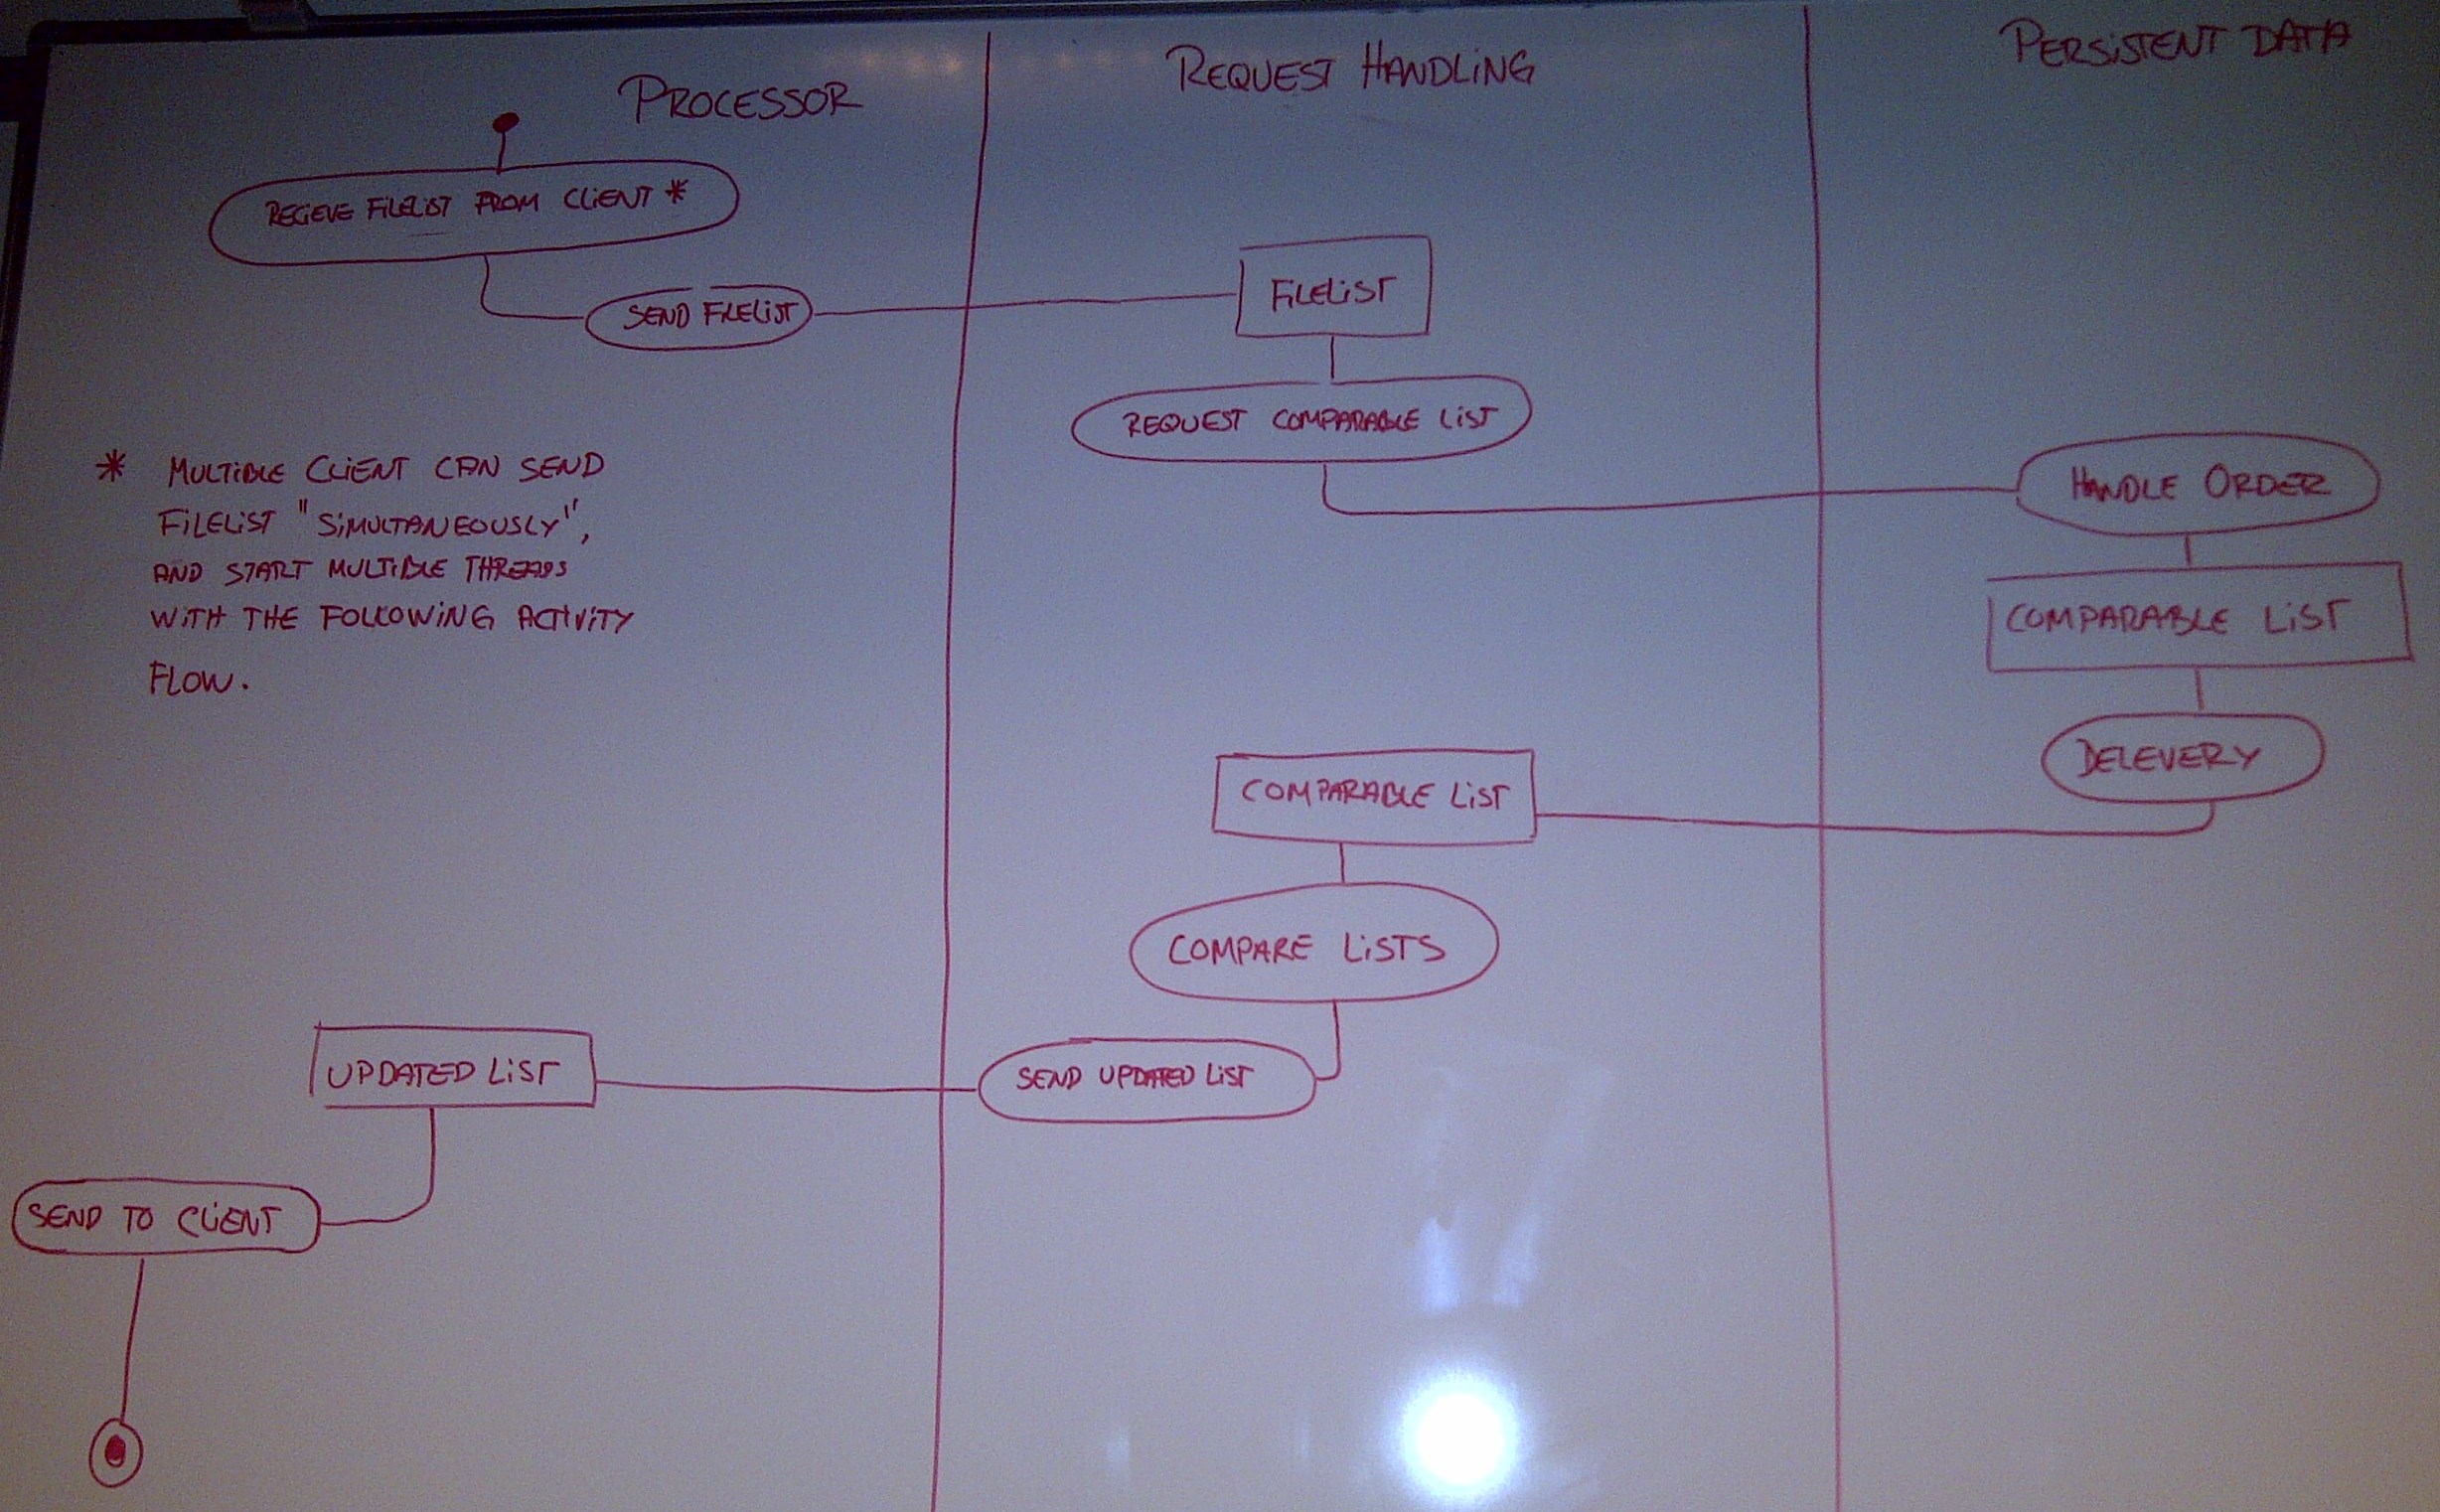 PROCESSOR
REQUEST HANDLING
PERSISTENT DATA
RECIEVE FILELIST FROM CLIENT *
SEND FILELIST
FILELIST
REQUEST COMPARABLE LIST
HANDLE ORDER
COMPARABLE LIST
DELEVERY
* MULTIBLE CLIENT CAN SEND
FILELIST "SIMULTANEOUSLY",
AND START MULTIBLE THREADS
WITH THE FOLLOWING ACTIVITY
FLOW.
COMPARABLE LIST
COMPARE LISTS
SEND UPDATED LIST
UPDATED LIST
SEND TO CLIENT